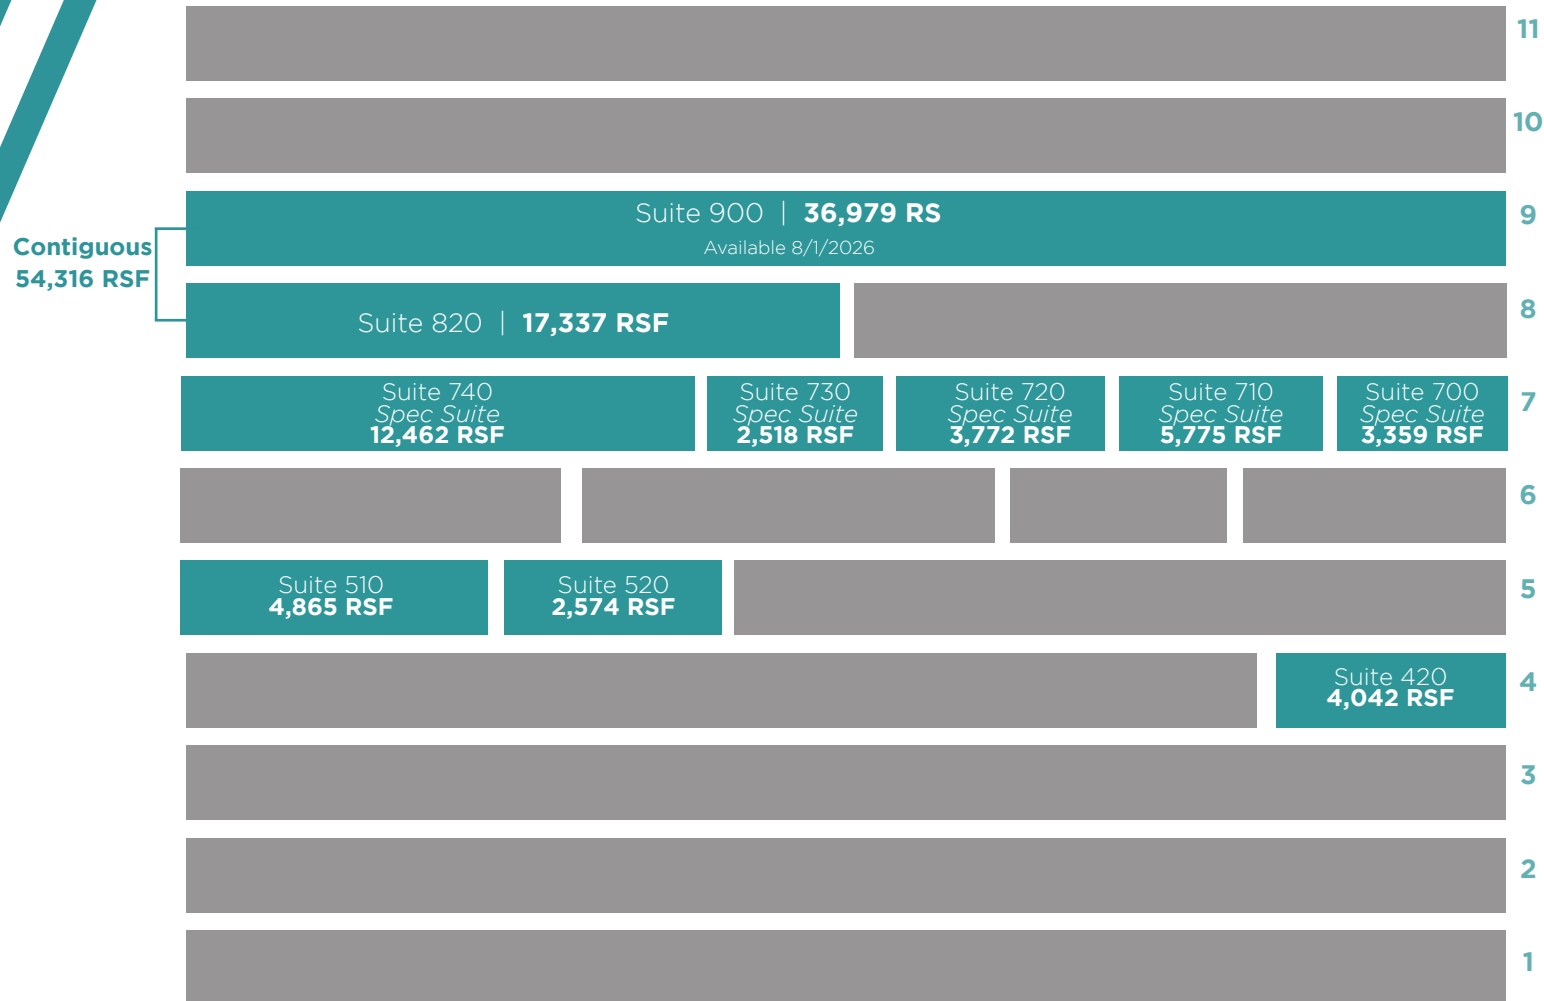 11
10
Suite 900 | 36,979 RS
Available 8/1/2026
9
Contiguous
54,316 RSF
Suite 820 | 17,337 RSF
8
Suite 740
Spec Suite
12,462 RSF
Suite 730
Spec Suite
2,518 RSF
Suite 720
Spec Suite
3,772 RSF
Suite 710
Spec Suite
5,775 RSF
Suite 700
Spec Suite
3,359 RSF
7
6
Suite 510
4,865 RSF
Suite 520
2,574 RSF
5
Suite 420
4,042 RSF
4
3
2
1